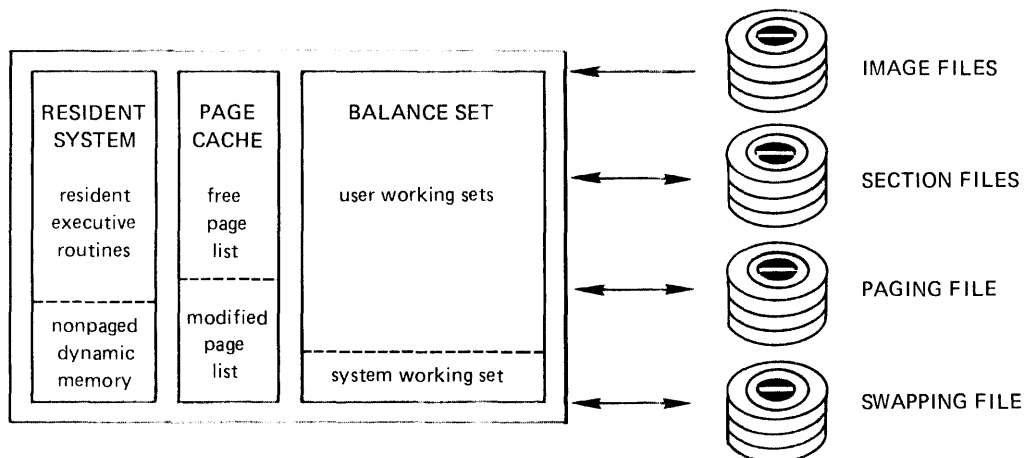 RESIDENT
SYSTEM
resident
executive
routines
nonpaged
dynamic
memory
PAGE
CACHE
free
page
list
modified
page
list
BALANCE SET
user working sets
system working set
IMAGE FILES
SECTION FILES
PAGING FILE
SWAPPING FILE